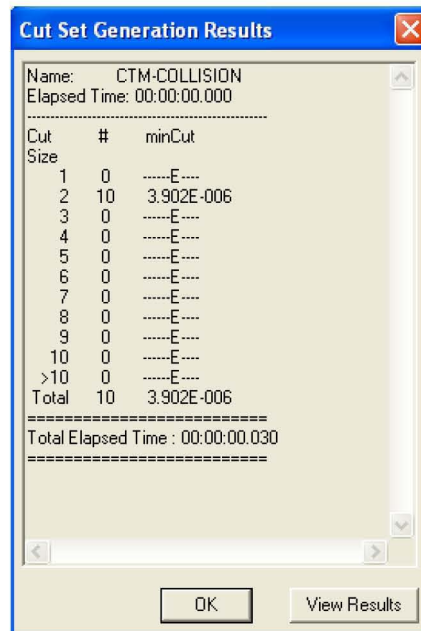 Cut Set Generation Results
Name: CTM-COLLISION
Elapsed Time: 00:00:00.000
------------------------------------------------
Cut # minCut
Size
1 0 ------E----
2 10 3.902E-006
3 0 ------E----
4 0 ------E----
5 0 ------E----
6 0 ------E----
7 0 ------E----
8 0 ------E----
9 0 ------E----
10 0 ------E----
>10 0 ------E----
Total 10 3.902E-006
===========================
Total Elapsed Time : 00:00:00.030
===========================
OK View Results